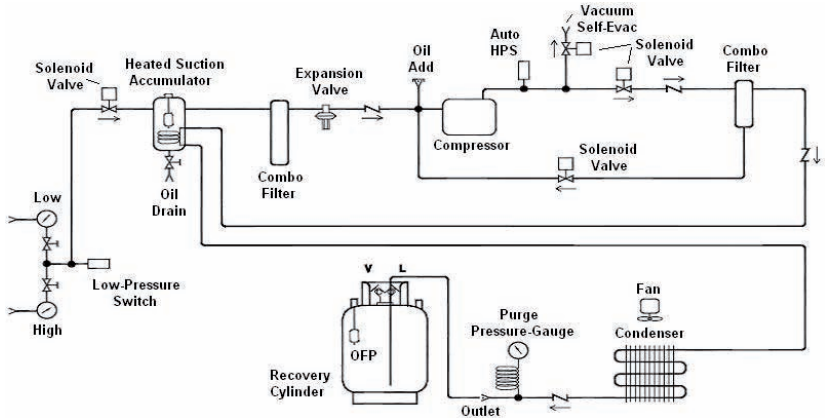 Vacuum
Self-Evac
Auto
HPS
Solenoid
Valve
Combo
Filter
Oil
Add
Heated Suction
Accumulator
Solenoid
Valve
Expansion
Valve
Compressor
Solenoid
Valve
Combo
Filter
Oil
Drain
Low
Low-Pressure
Switch
High
V L
OFP
Recovery
Cylinder
Purge
Pressure-Gauge
Outlet
Fan
Condenser